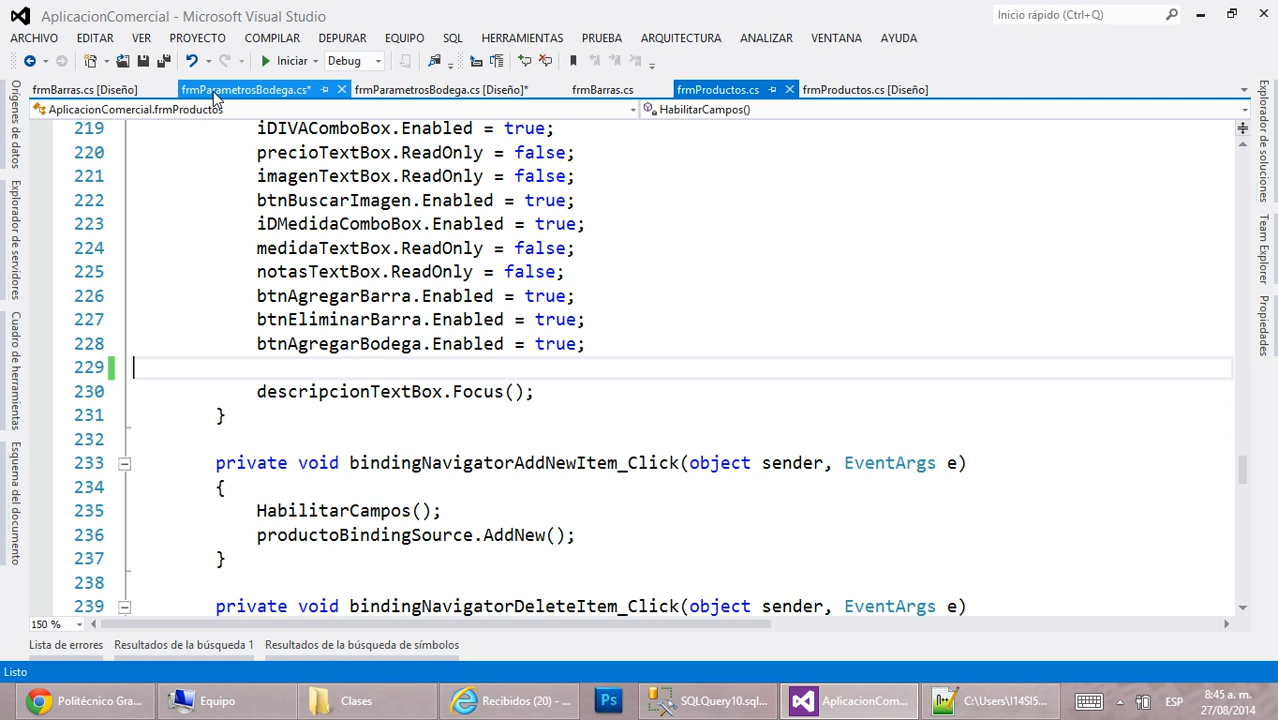 AplicacionComercial - Microsoft Visual Studio
Inicio rápido (Ctrl+Q)
ARCHIVO EDITAR VER PROYECTO COMPILAR DEPURAR EQUIPO SQL HERRAMIENTAS PRUEBA ARQUITECTURA ANALIZAR VENTANA AYUDA
Iniciar Debug
frmBarras.cs [Diseño] frmParametrosBodega.cs* frmParametrosBodega.cs [Diseño]* frmBarras.cs frmProductos.cs frmProductos.cs [Diseño]
AplicacionComercial.frmProductos HabilitarCampos()
Orígenes de datos
Explorador de servidores
Cuadro de herramientas
Esquema del documento
219 iDIVAComboBox.Enabled = true;
220 precioTextBox.ReadOnly = false;
221 imagenTextBox.ReadOnly = false;
222 btnBuscarImagen.Enabled = true;
223 iDMedidaComboBox.Enabled = true;
224 medidaTextBox.ReadOnly = false;
225 notasTextBox.ReadOnly = false;
226 btnAgregarBarra.Enabled = true;
227 btnEliminarBarra.Enabled = true;
228 btnAgregarBodega.Enabled = true;
229
230 descripcionTextBox.Focus();
231 }
232
233 private void bindingNavigatorAddNewItem_Click(object sender, EventArgs e)
234 {
235 HabilitarCampos();
236 productoBindingSource.AddNew();
237 }
238
239 private void bindingNavigatorDeleteItem_Click(object sender, EventArgs e)
Explorador de soluciones
Team Explorer
Propiedades
150 %
Lista de errores Resultados de la búsqueda 1 Resultados de la búsqueda de símbolos
Listo
Politécnico Gra... Equipo Clases Recibidos (20) - ... Ps SQLQuery10.sql... AplicacionCom... C:\Users\I14SI5... ESP
8:45 a. m.
27/08/2014